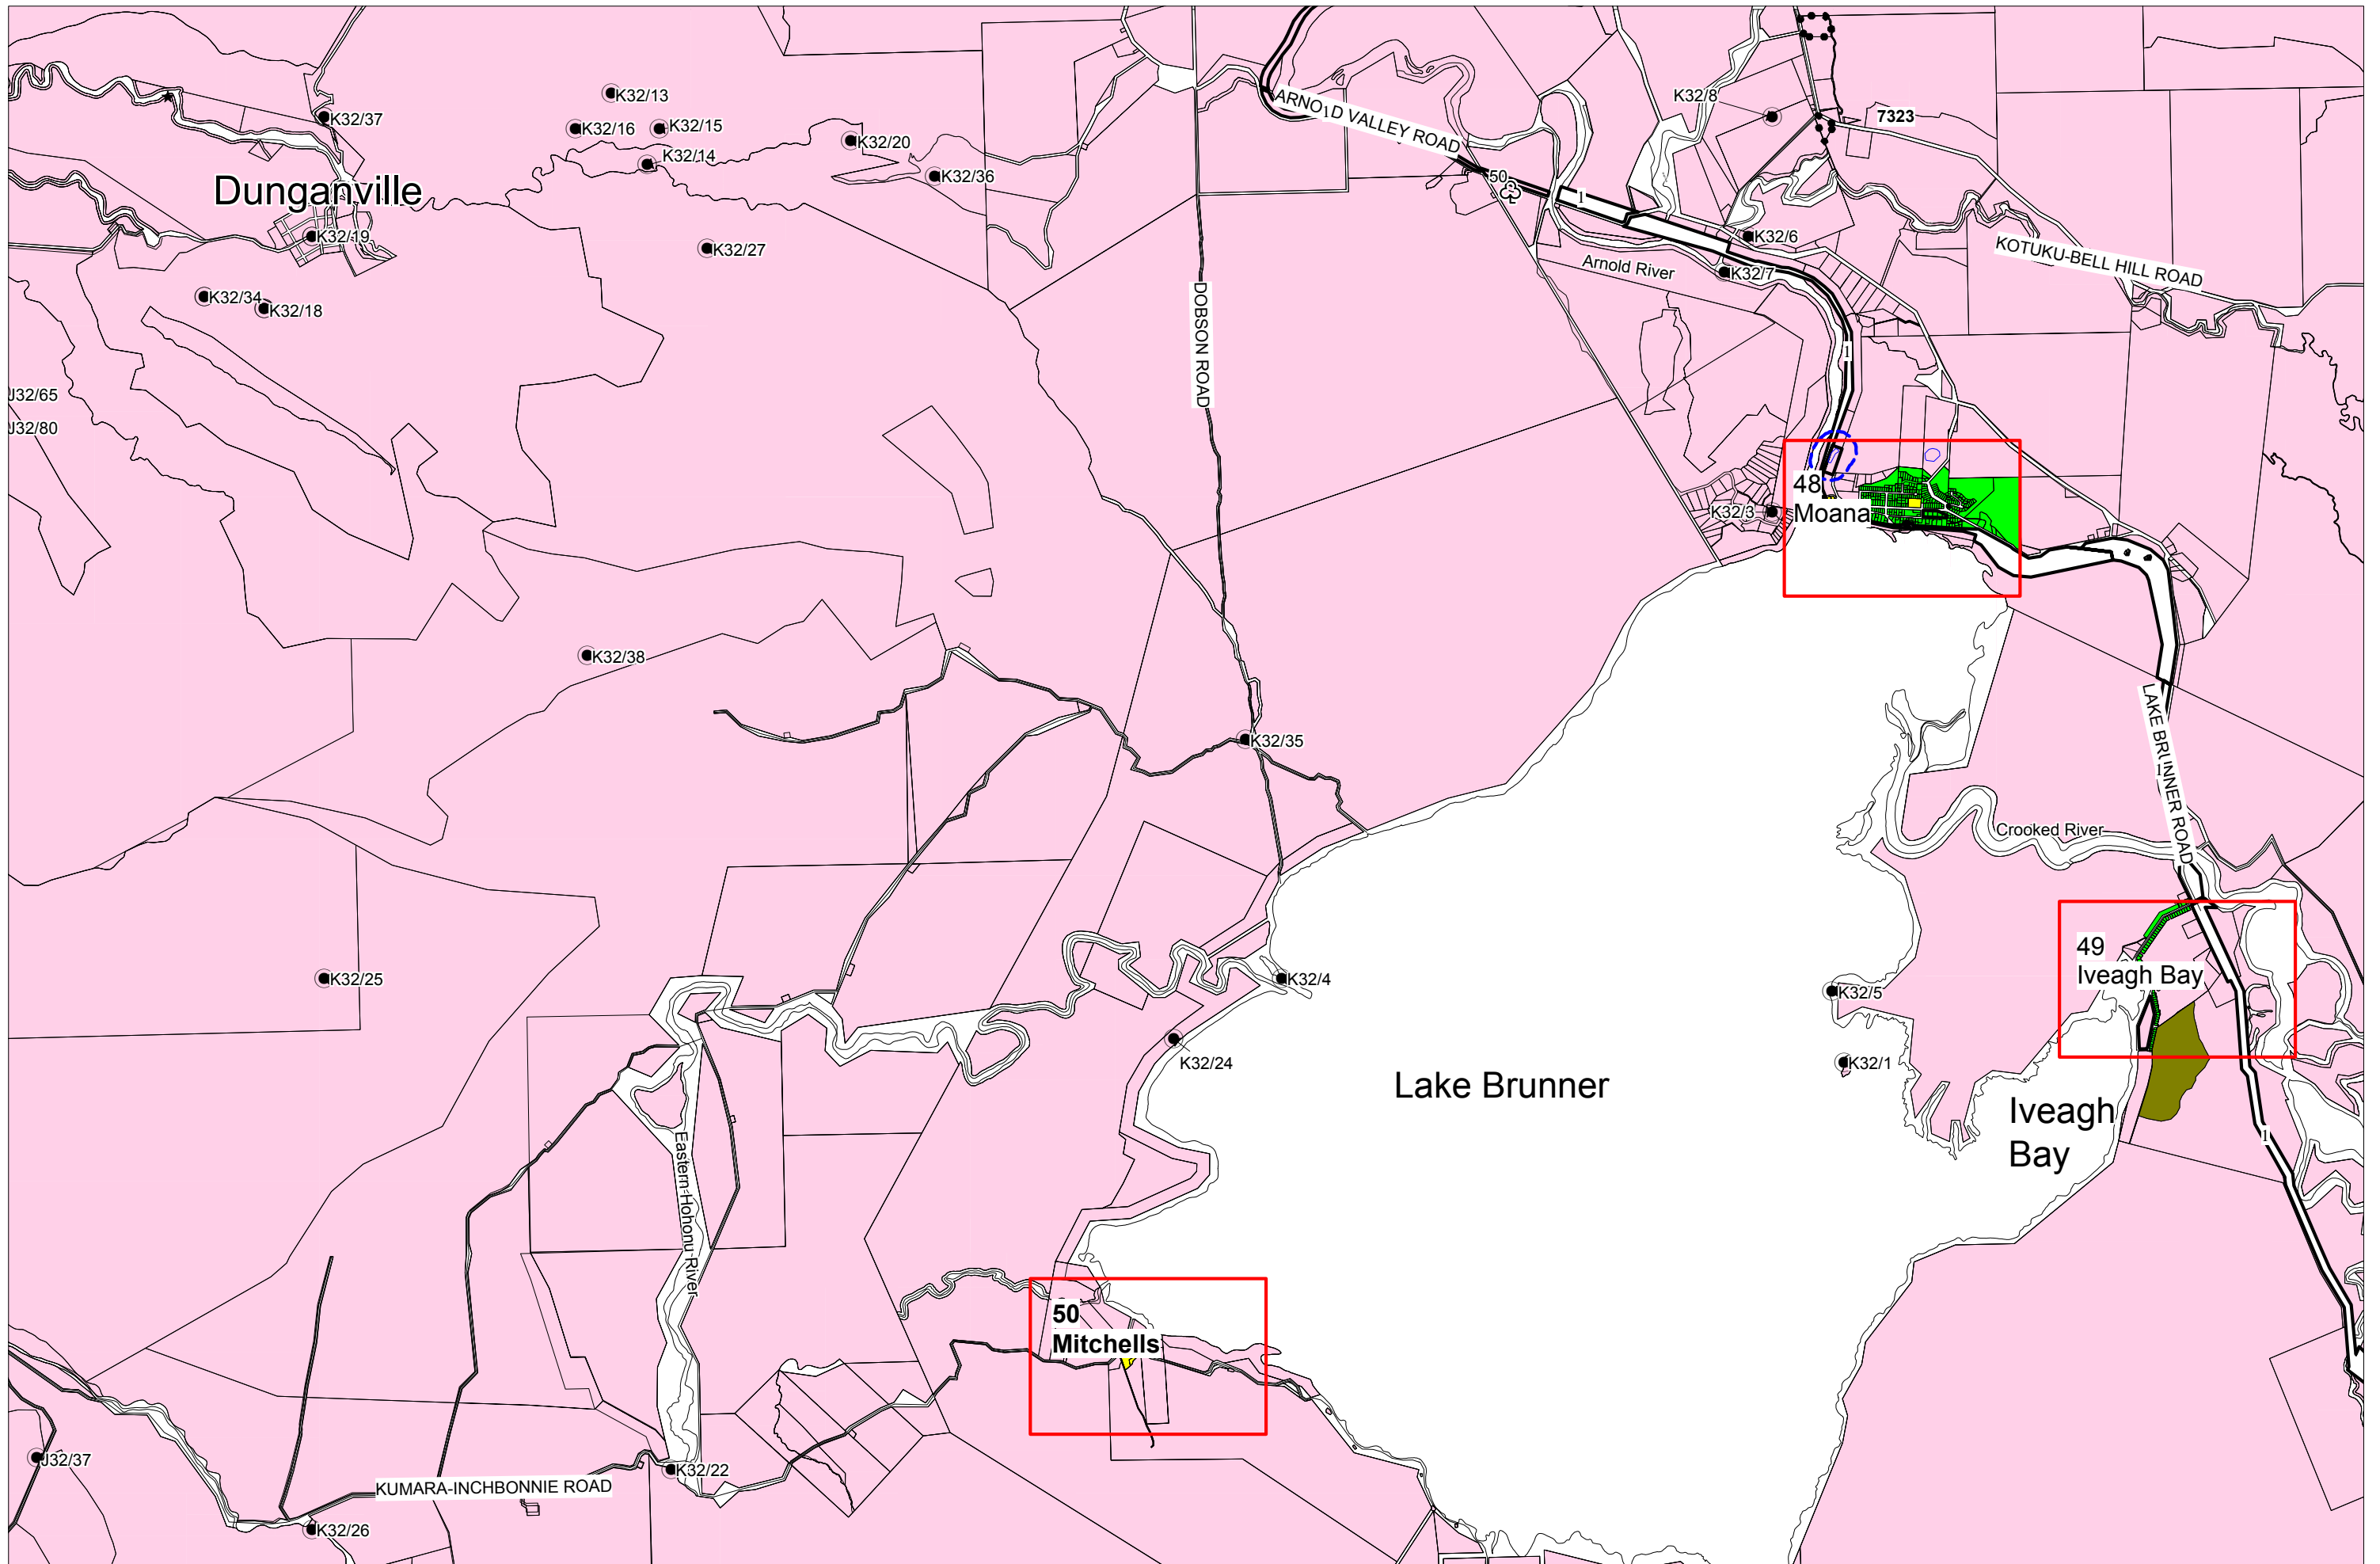 K32/13
K32/8
ARNOLD VALLEY ROAD
1
7323
K32/37
K32/16
K32/15
K32/20
K32/14
K32/36
50
1
Dunganville
K32/19
K32/27
K32/6
K32/7
KOTUKU-BELL HILL ROAD
Arnold River
K32/34
K32/18
DOBSON ROAD
1
J32/65
J32/80
48
Moana
K32/3
K32/38
K32/35
LAKE BRUNNER ROAD
1
Crooked River
49
Iveagh Bay
K32/25
K32/4
K32/5
K32/24
K32/1
Lake Brunner
Iveagh
Bay
1
Eastern Hohonu River
50
Mitchells
J32/37
K32/22
KUMARA-INCHBONNIE ROAD
K32/26